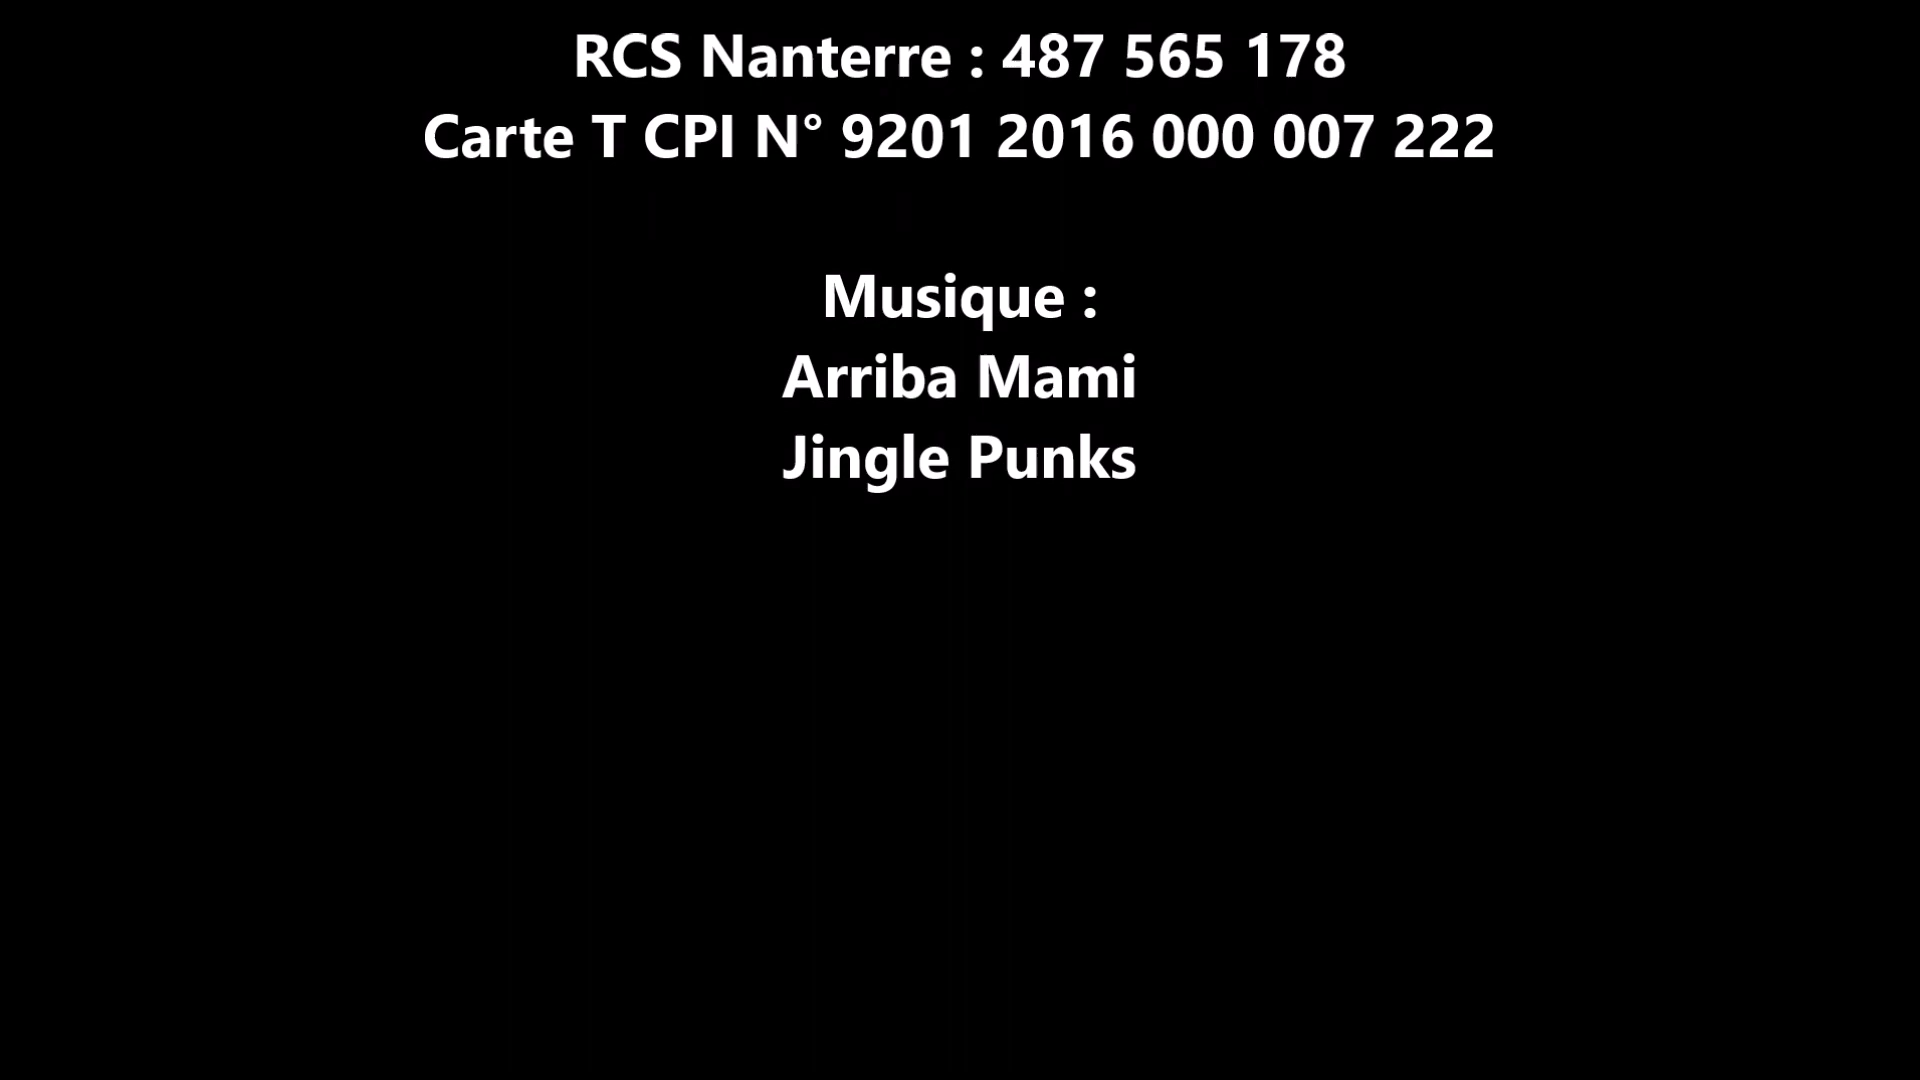 RCS Nanterre : 487 565 178
Carte T CPI N° 9201 2016 000 007 222
Musique :
Arriba Mami
Jingle Punks